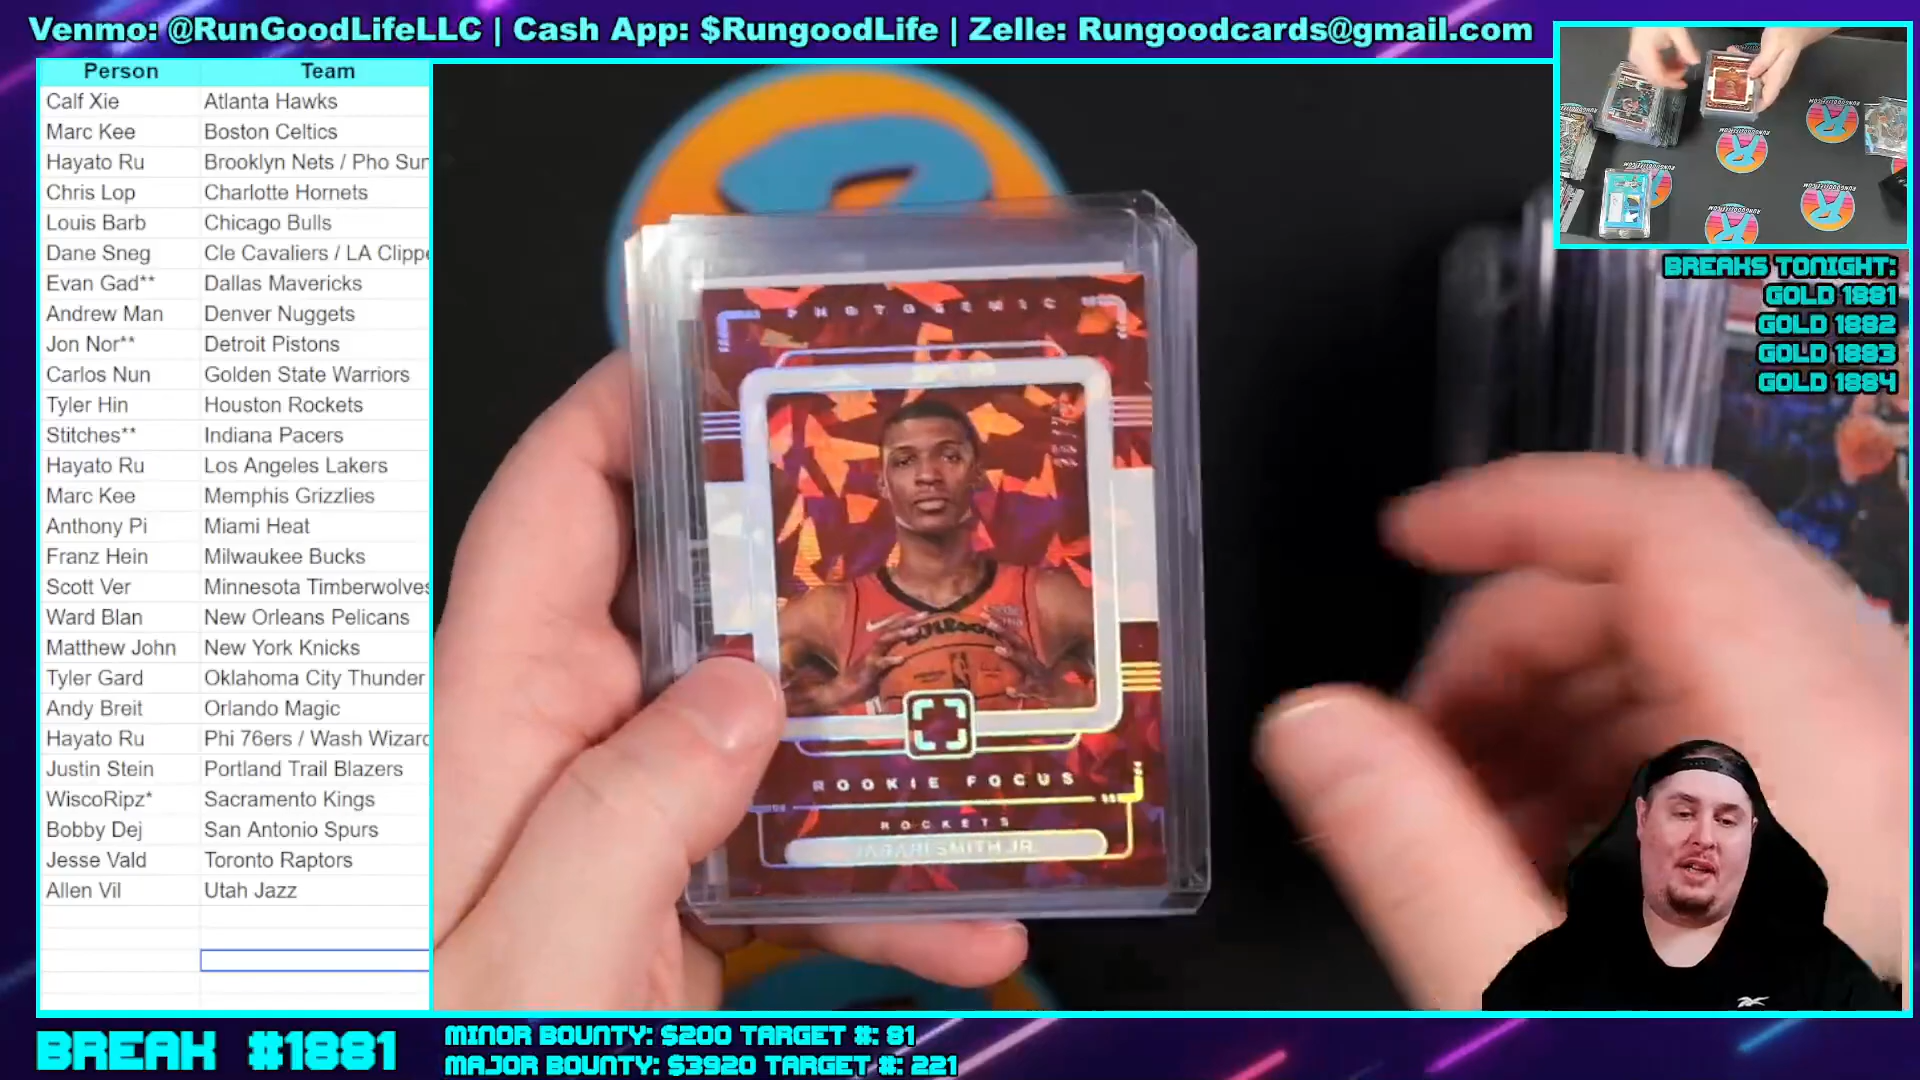 Venmo: @RunGoodLifeLLC | Cash App: $RungoodLife | Zelle: Rungoodcards@gmail.com
Person Team
Calf Xie Atlanta Hawks
Marc Kee Boston Celtics
Hayato Ru Brooklyn Nets / Pho Sun
Chris Lop Charlotte Hornets
Louis Barb Chicago Bulls
Dane Sneg Cle Cavaliers / LA Clippe
Evan Gad** Dallas Mavericks
Andrew Man Denver Nuggets
Jon Nor** Detroit Pistons
Carlos Nun Golden State Warriors
Tyler Hin Houston Rockets
Stitches** Indiana Pacers
Hayato Ru Los Angeles Lakers
Marc Kee Memphis Grizzlies
Anthony Pi Miami Heat
Franz Hein Milwaukee Bucks
Scott Ver Minnesota Timberwolves
Ward Blan New Orleans Pelicans
Matthew John New York Knicks
Tyler Gard Oklahoma City Thunder
Andy Breit Orlando Magic
Hayato Ru Phi 76ers / Wash Wizard
Justin Stein Portland Trail Blazers
WiscoRipz* Sacramento Kings
Bobby Dej San Antonio Spurs
Jesse Vald Toronto Raptors
Allen Vil Utah Jazz
PHOTOGENIC
ROOKIE FOCUS
ROCKETS
JABARI SMITH JR.
BREAKS TONIGHT:
GOLD 1881
GOLD 1882
GOLD 1883
GOLD 1884
BREAK #1881
MINOR BOUNTY: $200 TARGET #: 81
MAJOR BOUNTY: $3920 TARGET #: 221